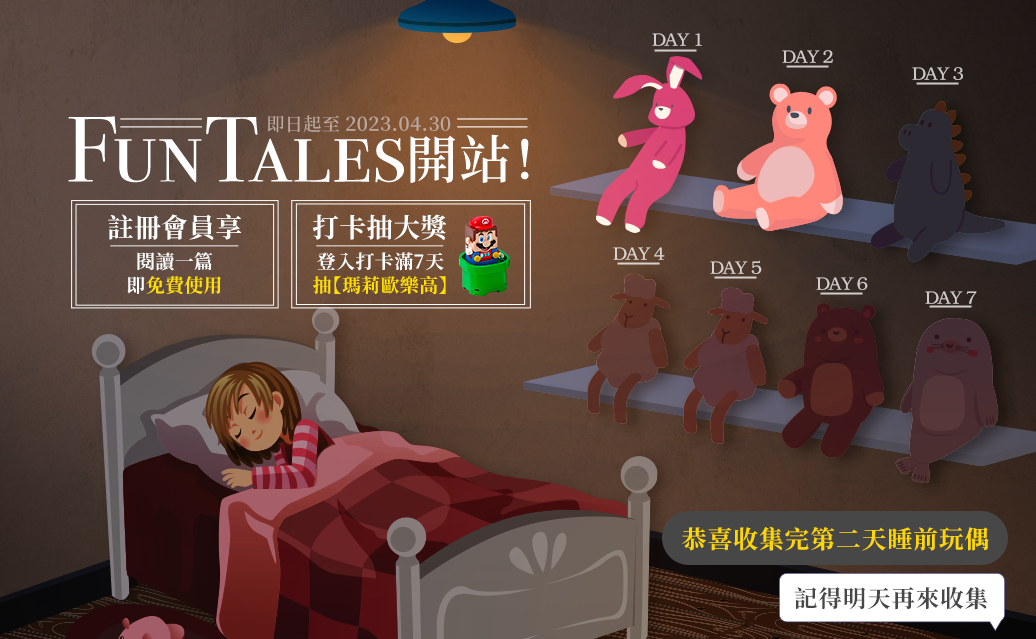 即日起至 2023.04.30
FUNTALES開站!
註冊會員享
閱讀一篇
即免費使用
打卡抽大獎
登入打卡滿7天
抽【瑪莉歐樂高】
DAY 1
DAY 2
DAY 3
DAY 4
DAY 5
DAY 6
DAY 7
恭喜收集完第二天睡前玩偶
記得明天再來收集